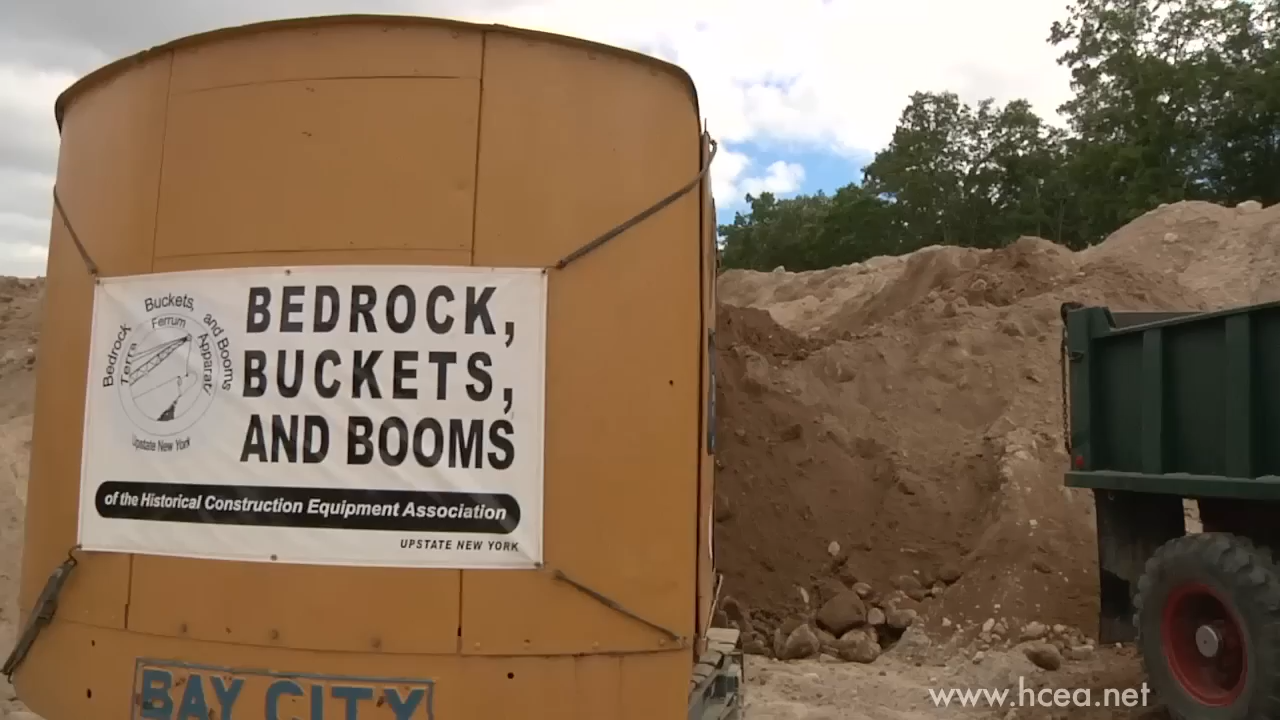 Bedrock Buckets, and Booms
Terra Ferrum Apparat
Upstate New York
BEDROCK,
BUCKETS,
AND BOOMS
of the Historical Construction Equipment Association
UPSTATE NEW YORK
BAY CITY
www.hcea.net